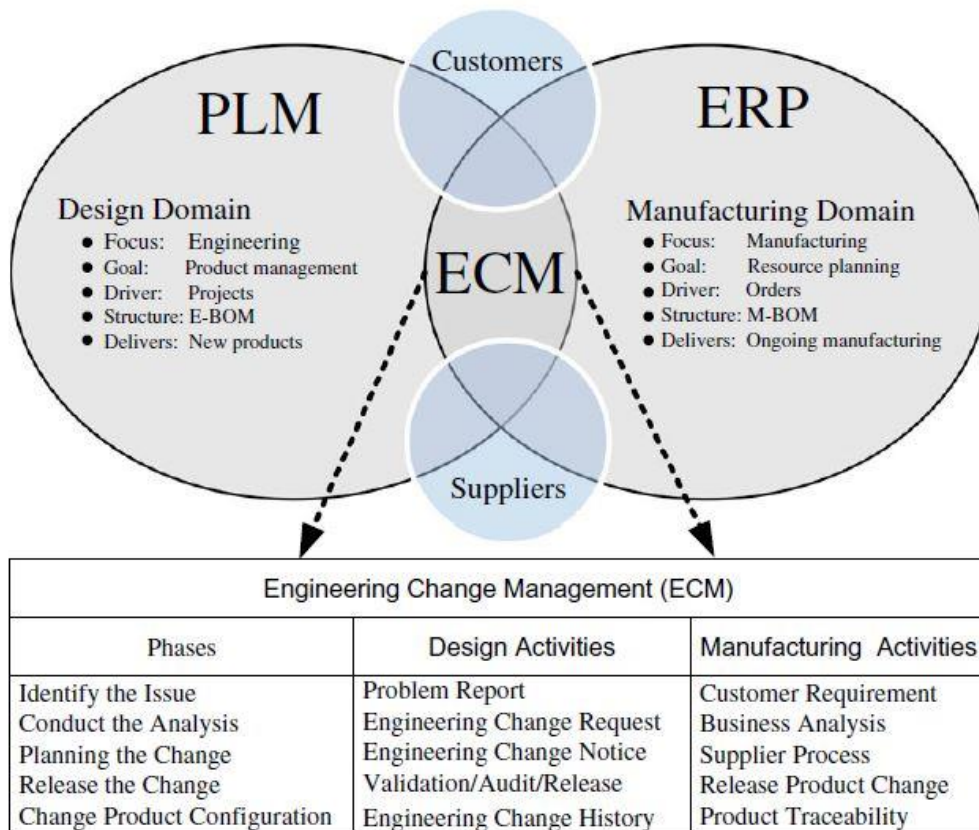 Customers
PLM
ERP
Design Domain
● Focus: Engineering
● Goal: Product management
● Driver: Projects
● Structure: E-BOM
● Delivers: New products
ECM
Manufacturing Domain
● Focus: Manufacturing
● Goal: Resource planning
● Driver: Orders
● Structure: M-BOM
● Delivers: Ongoing manufacturing
Suppliers
Engineering Change Management (ECM)
Phases Design Activities Manufacturing Activities
Identify the Issue Problem Report Customer Requirement
Conduct the Analysis Engineering Change Request Business Analysis
Planning the Change Engineering Change Notice Supplier Process
Release the Change Validation/Audit/Release Release Product Change
Change Product Configuration Engineering Change History Product Traceability